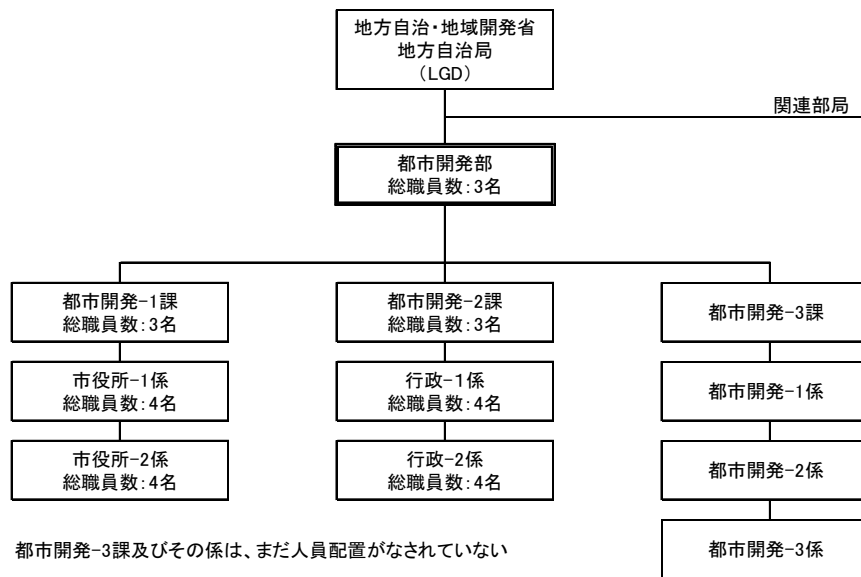 地方自治・地域開発省
地方自治局
(LGD)
関連部局
都市開発部
総職員数:3名
都市開発-1課
総職員数:3名
都市開発-2課
総職員数:3名
都市開発-3課
市役所-1係
総職員数:4名
行政-1係
総職員数:4名
都市開発-1係
市役所-2係
総職員数:4名
行政-2係
総職員数:4名
都市開発-2係
都市開発-3課及びその係は、まだ人員配置がなされていない
都市開発-3係